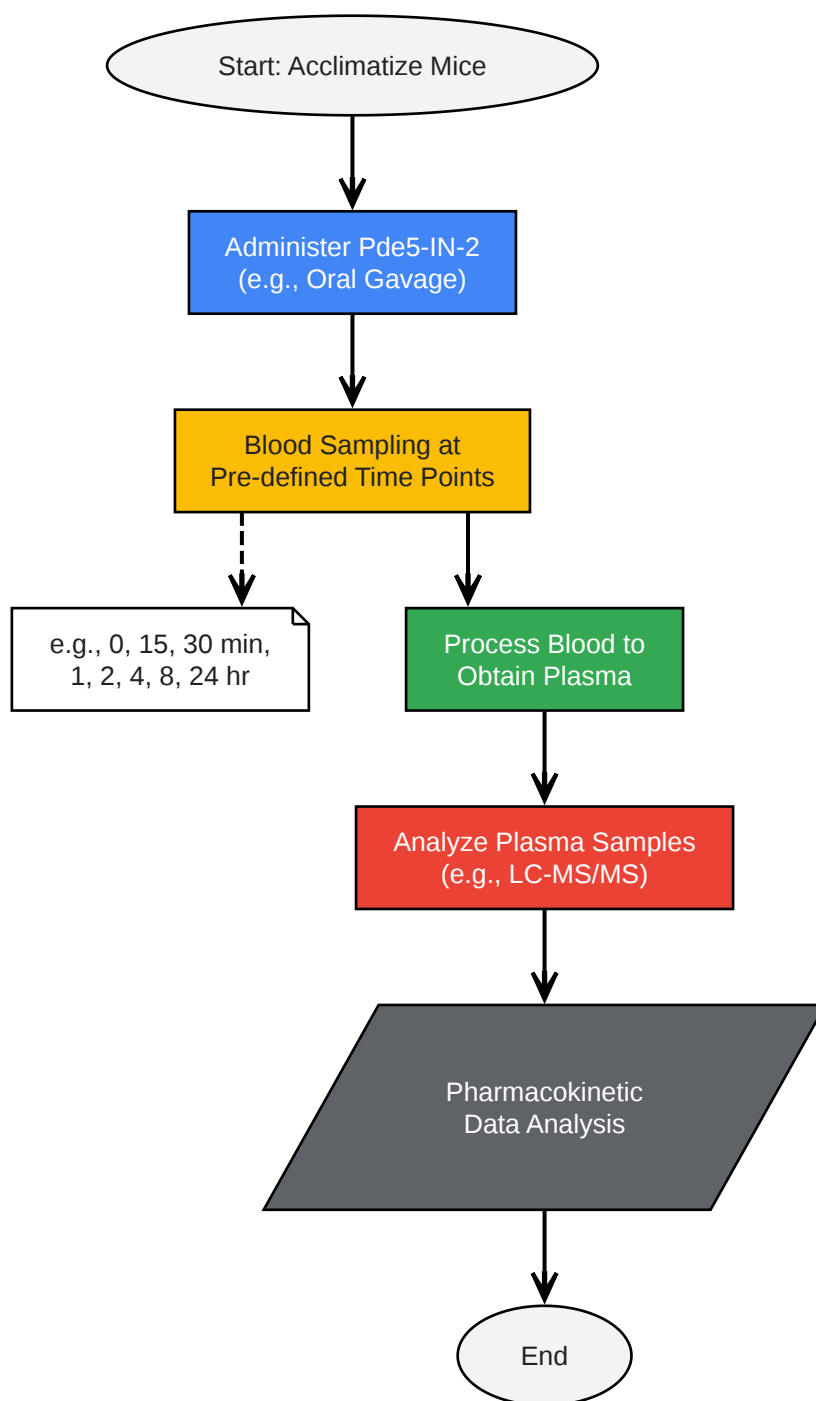 Start: Acclimatize Mice
Administer Pde5-IN-2
(e.g., Oral Gavage)
Blood Sampling at
Pre-defined Time Points
e.g., 0, 15, 30 min,
1, 2, 4, 8, 24 hr
Process Blood to
Obtain Plasma
Analyze Plasma Samples
(e.g., LC-MS/MS)
Pharmacokinetic
Data Analysis
End